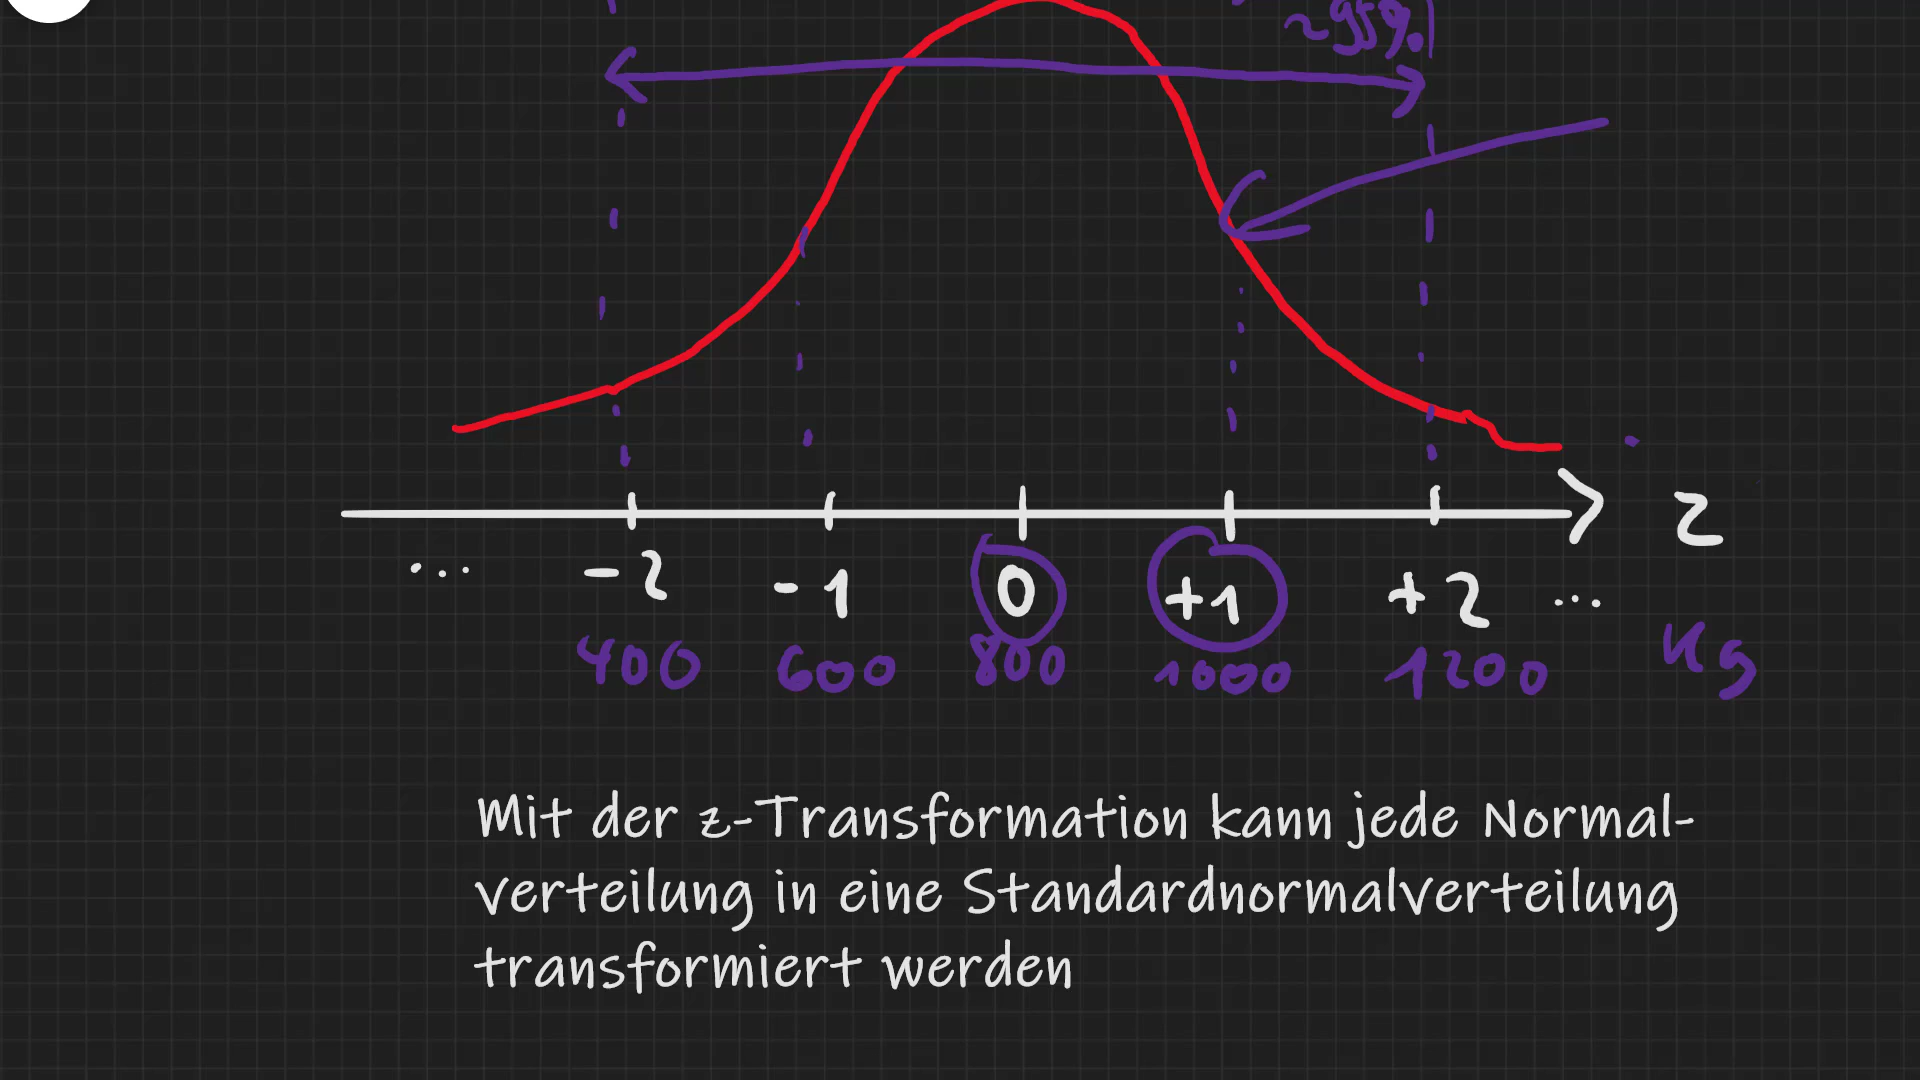 ~95%
z
... -2 -1 0 +1 +2 ...
400 600 800 1000 1200 Kg
Mit der z-Transformation kann jede Normal-
verteilung in eine Standardnormalverteilung
transformiert werden